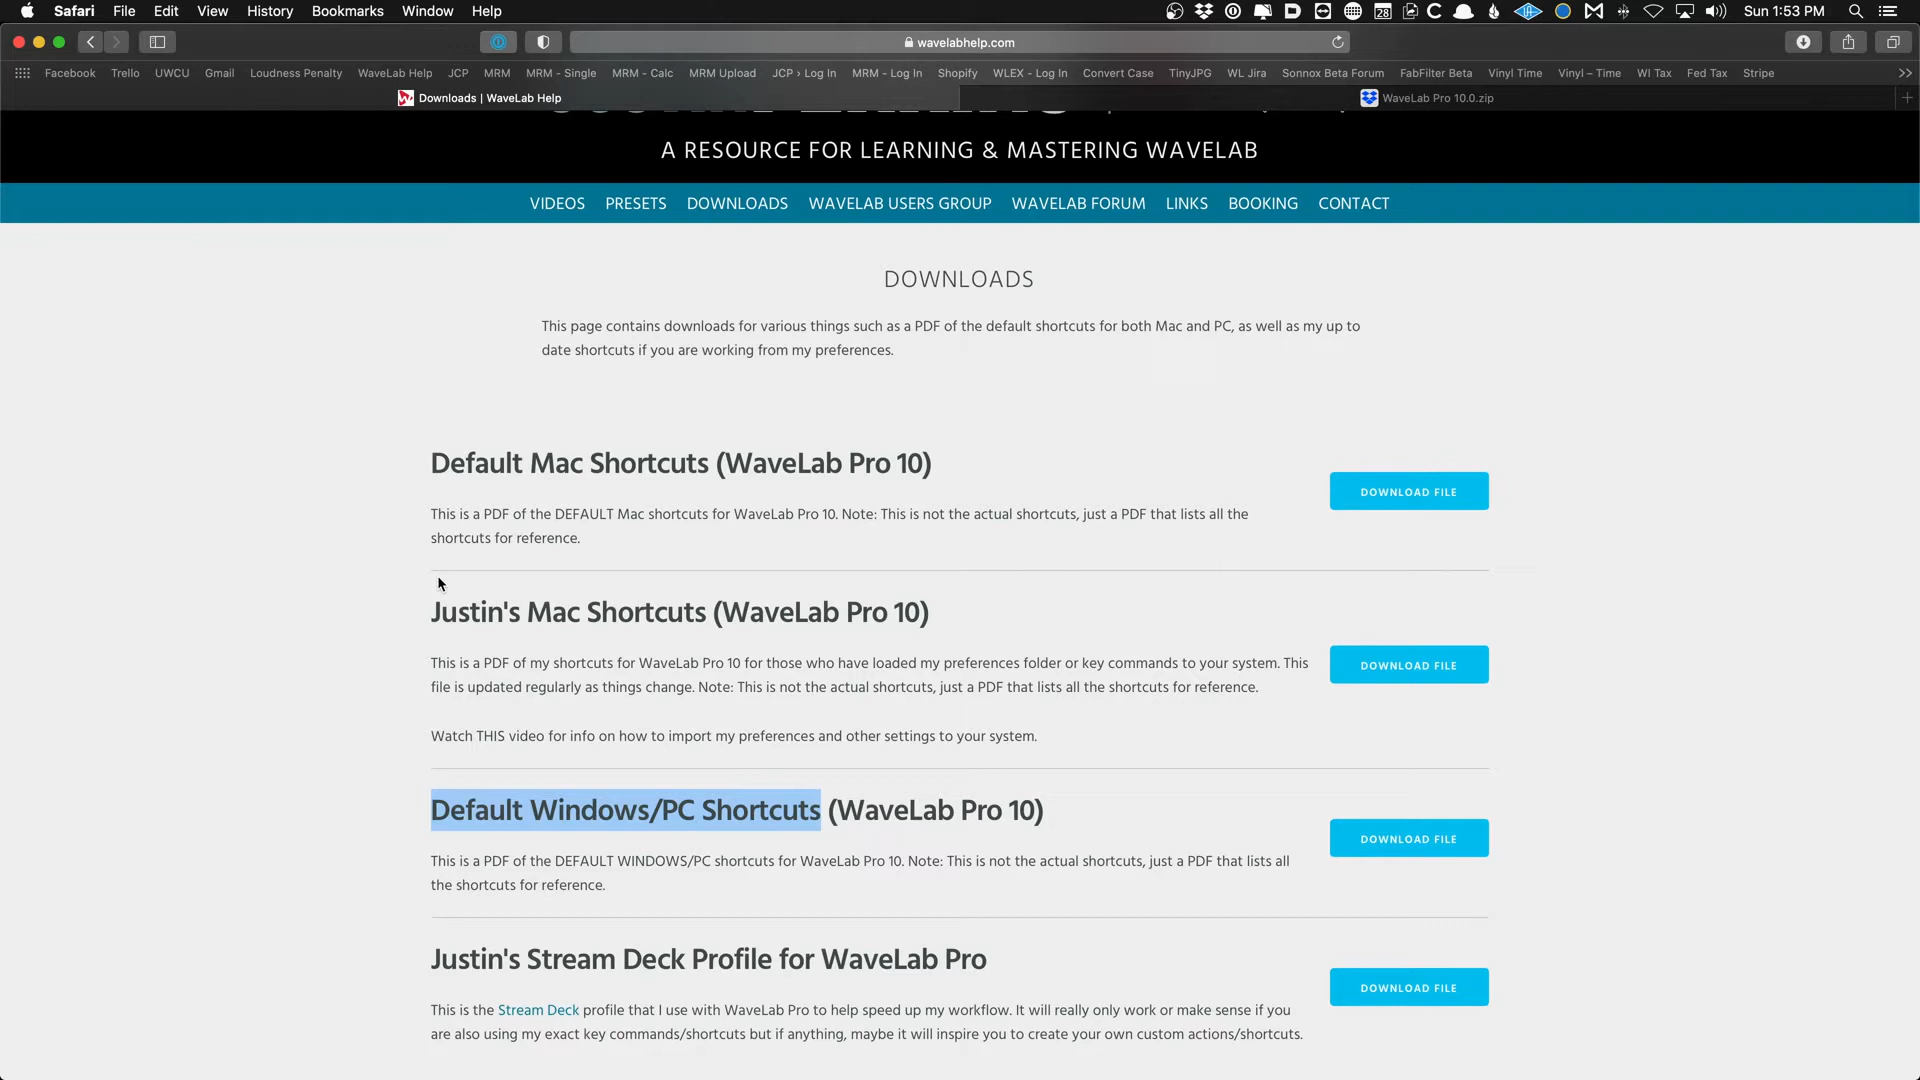 Safari File Edit View History Bookmarks Window Help
28
Sun 1:53 PM
wavelabhelp.com
Facebook Trello UWCU Gmail Loudness Penalty WaveLab Help JCP MRM MRM - Single MRM - Calc MRM Upload JCP › Log In MRM - Log In Shopify WLEX - Log In Convert Case TinyJPG WL Jira Sonnox Beta Forum FabFilter Beta Vinyl Time Vinyl – Time WI Tax Fed Tax Stripe
Downloads | WaveLab Help
WaveLab Pro 10.0.zip
A RESOURCE FOR LEARNING & MASTERING WAVELAB
VIDEOS PRESETS DOWNLOADS WAVELAB USERS GROUP WAVELAB FORUM LINKS BOOKING CONTACT
DOWNLOADS
This page contains downloads for various things such as a PDF of the default shortcuts for both Mac and PC, as well as my up to
date shortcuts if you are working from my preferences.
Default Mac Shortcuts (WaveLab Pro 10)
DOWNLOAD FILE
This is a PDF of the DEFAULT Mac shortcuts for WaveLab Pro 10. Note: This is not the actual shortcuts, just a PDF that lists all the
shortcuts for reference.
Justin's Mac Shortcuts (WaveLab Pro 10)
This is a PDF of my shortcuts for WaveLab Pro 10 for those who have loaded my preferences folder or key commands to your system. This
DOWNLOAD FILE
file is updated regularly as things change. Note: This is not the actual shortcuts, just a PDF that lists all the shortcuts for reference.
Watch THIS video for info on how to import my preferences and other settings to your system.
Default Windows/PC Shortcuts (WaveLab Pro 10)
DOWNLOAD FILE
This is a PDF of the DEFAULT WINDOWS/PC shortcuts for WaveLab Pro 10. Note: This is not the actual shortcuts, just a PDF that lists all
the shortcuts for reference.
Justin's Stream Deck Profile for WaveLab Pro
DOWNLOAD FILE
This is the Stream Deck profile that I use with WaveLab Pro to help speed up my workflow. It will really only work or make sense if you
are also using my exact key commands/shortcuts but if anything, maybe it will inspire you to create your own custom actions/shortcuts.